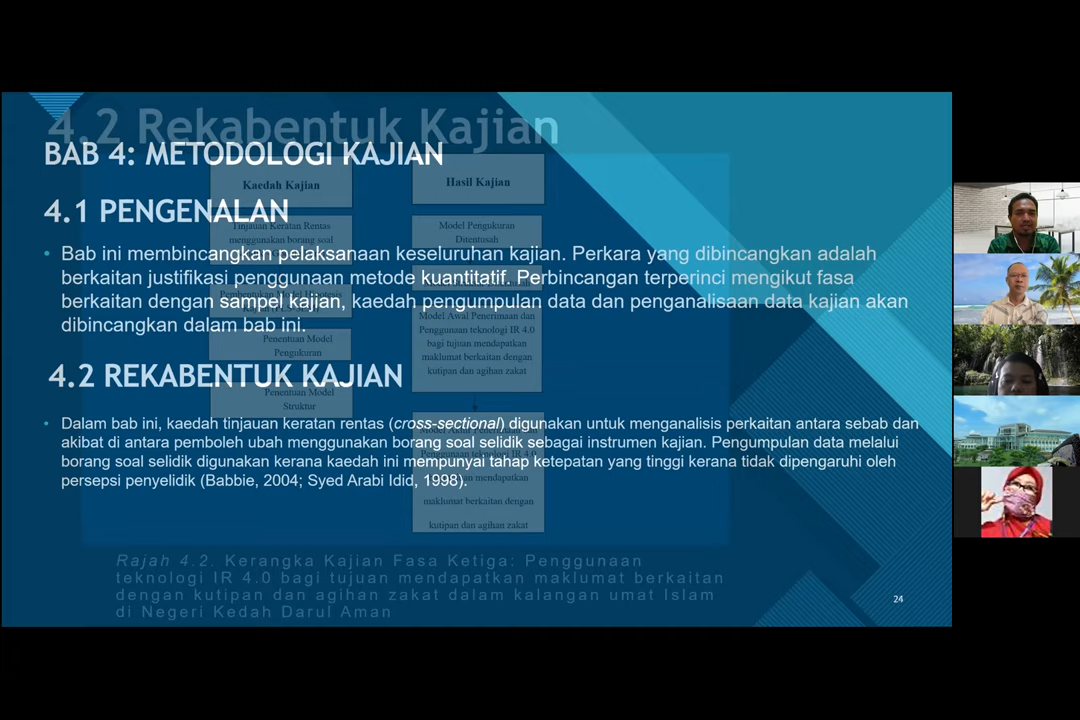 4.2 Rekabentuk Kajian
BAB 4: METODOLOGI KAJIAN
Kaedah Kajian
Hasil Kajian
4.1 PENGENALAN
Tinjauan Keratan Rentas
menggunakan borang soal
Model Pengukuran
Ditentusah
• Bab ini membincangkan pelaksanaan keseluruhan kajian. Perkara yang dibincangkan adalah
berkaitan justifikasi penggunaan metode kuantitatif. Perbincangan terperinci mengikut fasa
berkaitan dengan sampel kajian, kaedah pengumpulan data dan penganalisaan data kajian akan
dibincangkan dalam bab ini.
Model Awal Penerimaan dan
Penggunaan teknologi IR 4.0
bagi tujuan mendapatkan
maklumat berkaitan dengan
kutipan dan agihan zakat
Penentuan Model
Pengukuran
4.2 REKABENTUK KAJIAN
Penentuan Model
Struktur
• Dalam bab ini, kaedah tinjauan keratan rentas (cross-sectional) digunakan untuk menganalisis perkaitan antara sebab dan
akibat di antara pemboleh ubah menggunakan borang soal selidik sebagai instrumen kajian. Pengumpulan data melalui
borang soal selidik digunakan kerana kaedah ini mempunyai tahap ketepatan yang tinggi kerana tidak dipengaruhi oleh
persepsi penyelidik (Babbie, 2004; Syed Arabi Idid, 1998).
maklumat berkaitan dengan
kutipan dan agihan zakat
Rajah 4.2. Kerangka Kajian Fasa Ketiga: Penggunaan
teknologi IR 4.0 bagi tujuan mendapatkan maklumat berkaitan
dengan kutipan dan agihan zakat dalam kalangan umat Islam
di Negeri Kedah Darul Aman
24